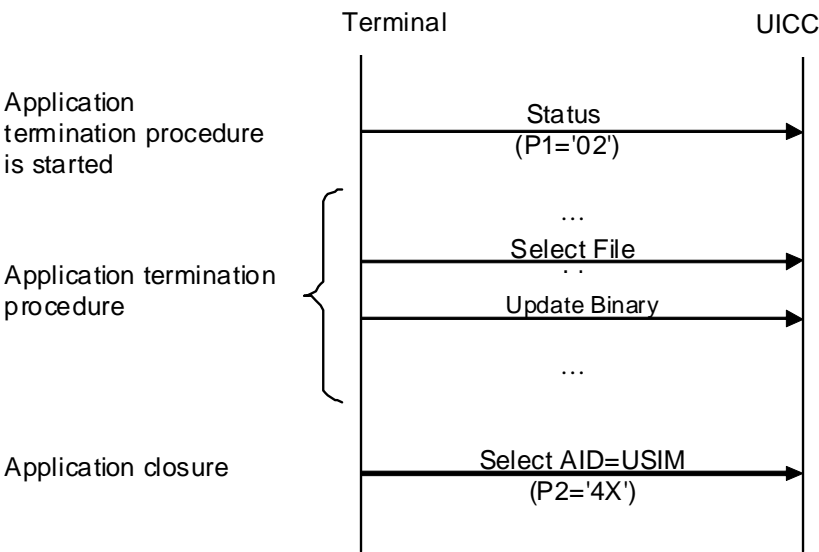 Terminal
UICC
Application
termination procedure
is started
Status
(P1='02')
...
Select File
. .
Application termination
procedure
Update Binary
...
Application closure
Select AID=USIM
(P2='4X')